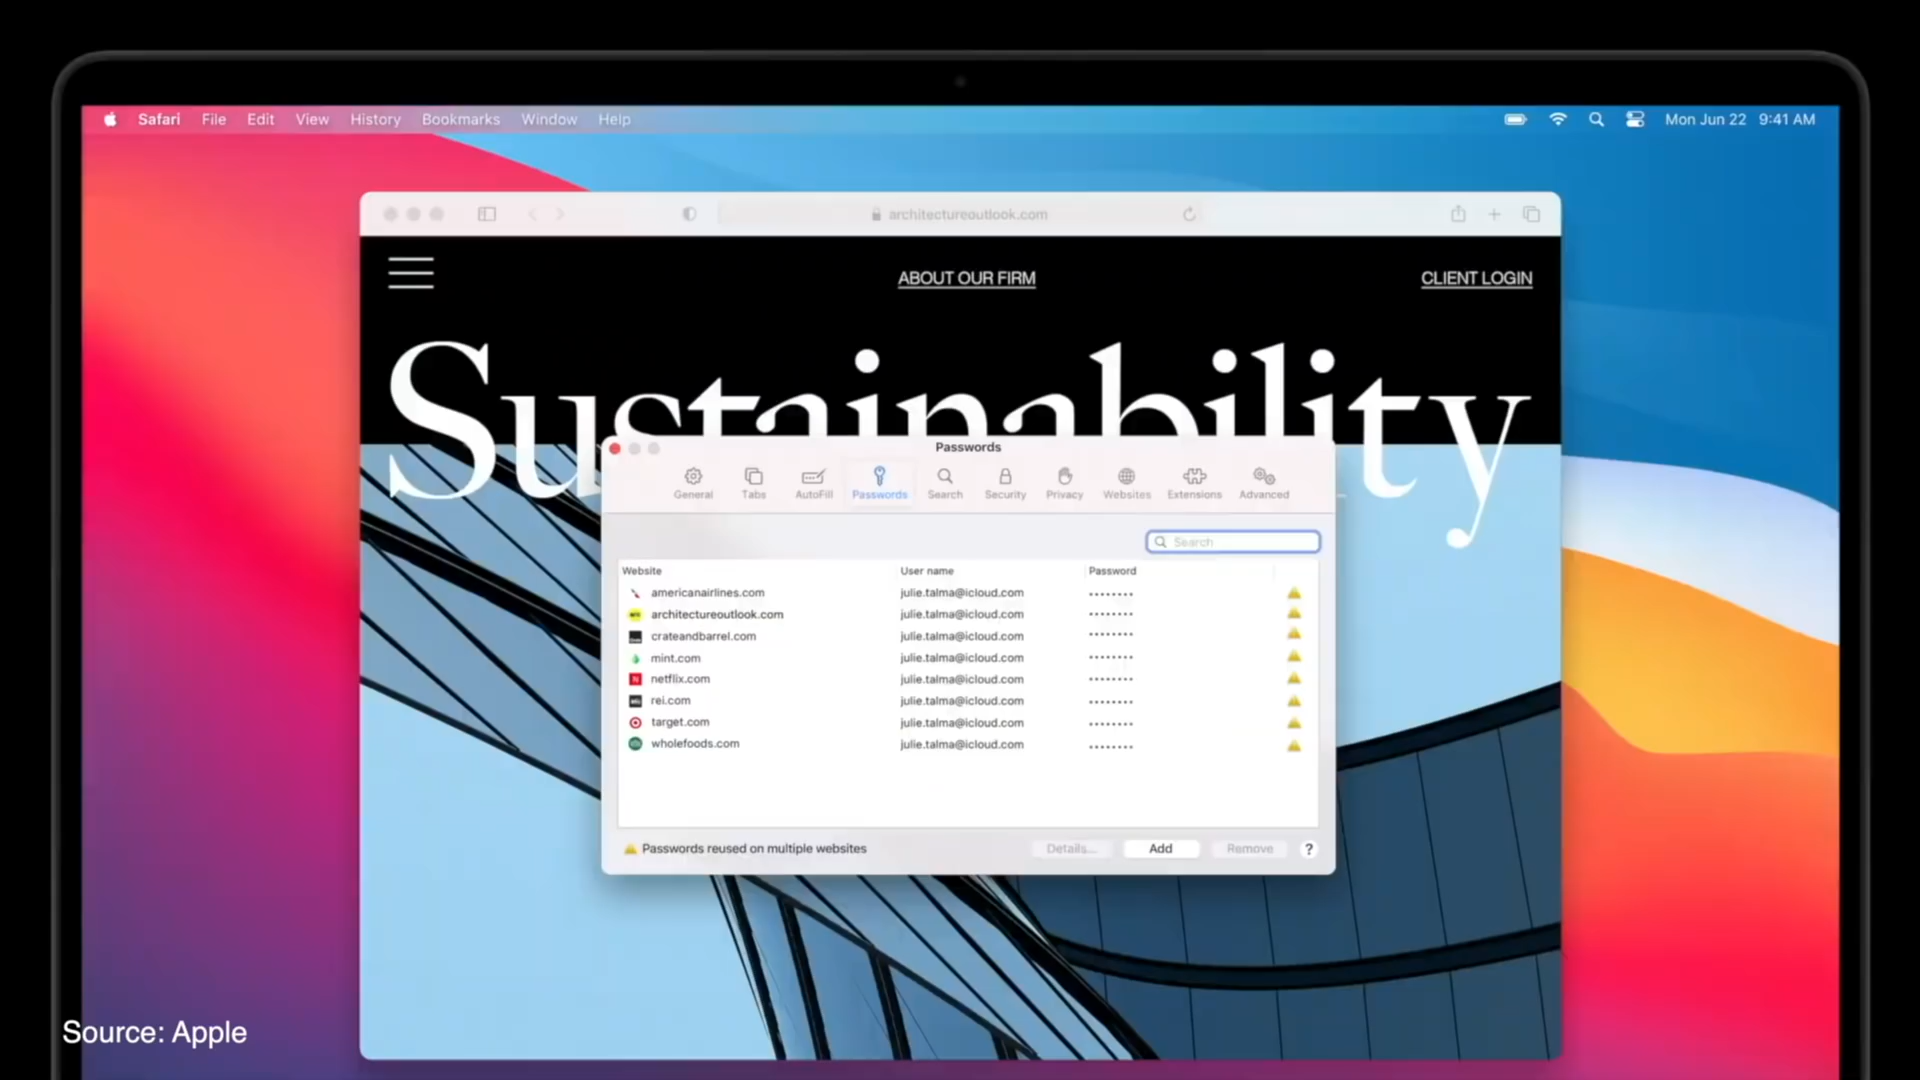 Safari File Edit View History Bookmarks Window Help Mon Jun 22 9:41 AM
architectureoutlook.com
ABOUT OUR FIRM CLIENT LOGIN
Sustainability
Passwords
General Tabs AutoFill Passwords Search Security Privacy Websites Extensions Advanced
Search
Website User name Password
americanairlines.com julie.talma@icloud.com ••••••••
architectureoutlook.com julie.talma@icloud.com ••••••••
crateandbarrel.com julie.talma@icloud.com ••••••••
mint.com julie.talma@icloud.com ••••••••
netflix.com julie.talma@icloud.com ••••••••
rei.com julie.talma@icloud.com ••••••••
target.com julie.talma@icloud.com ••••••••
wholefoods.com julie.talma@icloud.com ••••••••
Passwords reused on multiple websites Details... Add Remove ?
Source: Apple